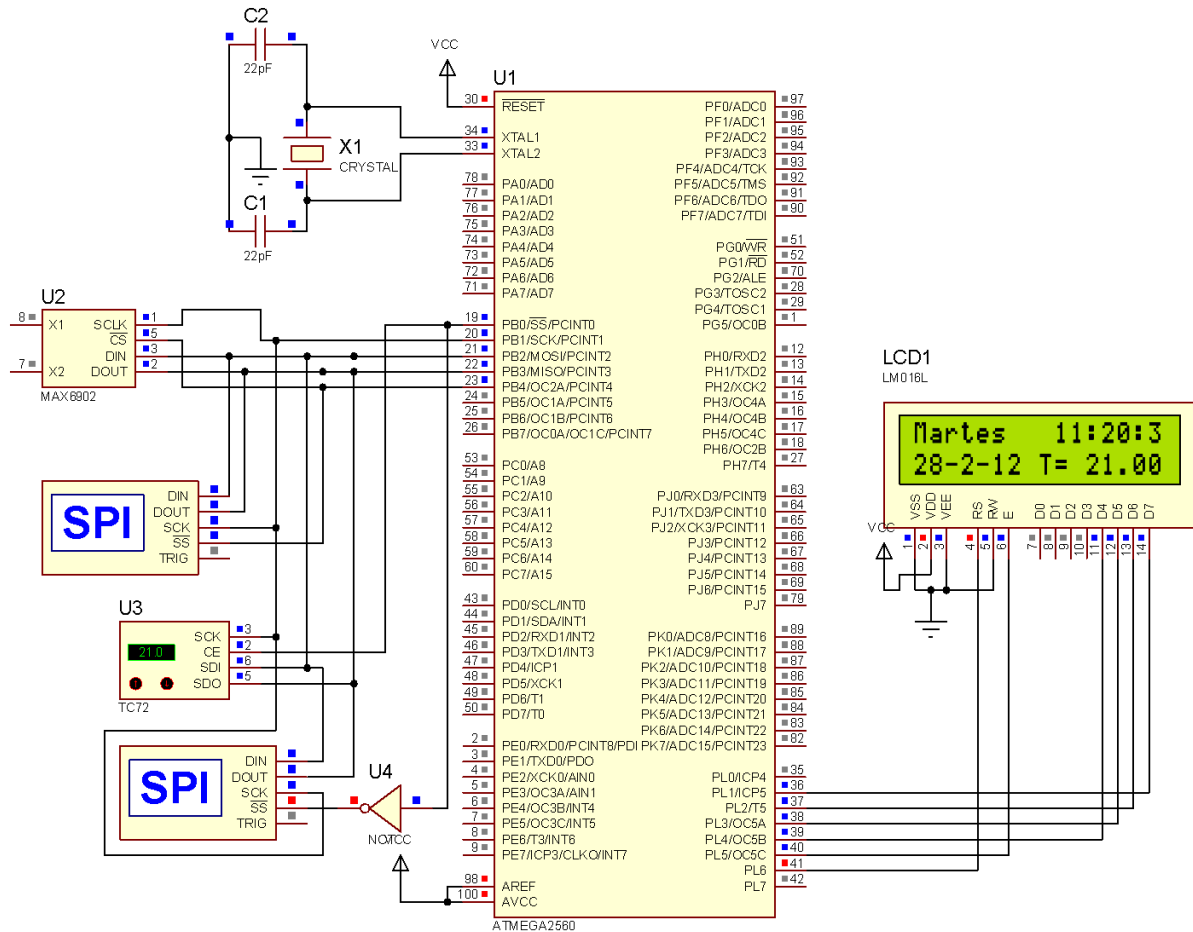 C2
22pF
X1
CRYSTAL
C1
22pF
VCC
U1
30 RESET
34 XTAL1
33 XTAL2
78 PA0/AD0
77 PA1/AD1
76 PA2/AD2
75 PA3/AD3
74 PA4/AD4
73 PA5/AD5
72 PA6/AD6
71 PA7/AD7
19 PB0/SS/PCINT0
20 PB1/SCK/PCINT1
21 PB2/MOSI/PCINT2
22 PB3/MISO/PCINT3
23 PB4/OC2A/PCINT4
24 PB5/OC1A/PCINT5
25 PB6/OC1B/PCINT6
26 PB7/OC0A/OC1C/PCINT7
53 PC0/A8
54 PC1/A9
55 PC2/A10
56 PC3/A11
57 PC4/A12
58 PC5/A13
59 PC6/A14
60 PC7/A15
43 PD0/SCL/INT0
44 PD1/SDA/INT1
45 PD2/RXD1/INT2
46 PD3/TXD1/INT3
47 PD4/ICP1
48 PD5/XCK1
49 PD6/T1
50 PD7/T0
2 PE0/RXD0/PCINT8/PDI
3 PE1/TXD0/PDO
4 PE2/XCK0/AIN0
5 PE3/OC3A/AIN1
6 PE4/OC3B/INT4
7 PE5/OC3C/INT5
8 PE6/T3/INT6
9 PE7/ICP3/CLKO/INT7
98 AREF
100 AVCC
PF0/ADC0 97
PF1/ADC1 96
PF2/ADC2 95
PF3/ADC3 94
PF4/ADC4/TCK 93
PF5/ADC5/TMS 92
PF6/ADC6/TDO 91
PF7/ADC7/TDI 90
PG0/WR 51
PG1/RD 52
PG2/ALE 70
PG3/TOSC2 28
PG4/TOSC1 29
PG5/OC0B 1
PH0/RXD2 12
PH1/TXD2 13
PH2/XCK2 14
PH3/OC4A 15
PH4/OC4B 16
PH5/OC4C 17
PH6/OC2B 18
PH7/T4 27
PJ0/RXD3/PCINT9 63
PJ1/TXD3/PCINT10 64
PJ2/XCK3/PCINT11 65
PJ3/PCINT12 66
PJ4/PCINT13 67
PJ5/PCINT14 68
PJ6/PCINT15 69
PJ7 79
PK0/ADC8/PCINT16 89
PK1/ADC9/PCINT17 88
PK2/ADC10/PCINT18 87
PK3/ADC11/PCINT19 86
PK4/ADC12/PCINT20 85
PK5/ADC13/PCINT21 84
PK6/ADC14/PCINT22 83
PK7/ADC15/PCINT23 82
PL0/ICP4 35
PL1/ICP5 36
PL2/T5 37
PL3/OC5A 38
PL4/OC5B 39
PL5/OC5C 40
PL6 41
PL7 42
ATMEGA2560
U2
8 X1
7 X2
SCLK 1
CS 5
DIN 3
DOUT 2
MAX6902
SPI
DIN
DOUT
SCK
SS
TRIG
U3
21.0
SCK 3
CE 2
SDI 6
SDO 5
TC72
SPI
DIN
DOUT
SCK
SS
TRIG
U4
NOT
VCC
LCD1
LM016L
Martes 11:20:3
28-2-12 T= 21.00
VSS VDD VEE RS RW E D0 D1 D2 D3 D4 D5 D6 D7
1 2 3 4 5 6 7 8 9 10 11 12 13 14
VCC